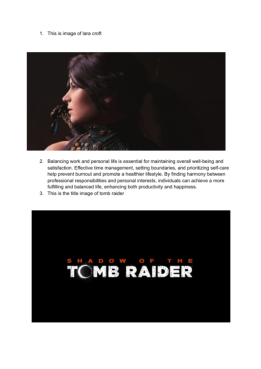 1. This is image of lara croft
2. Balancing work and personal life is essential for maintaining overall well-being and
satisfaction. Effective time management, setting boundaries, and prioritizing self-care
help prevent burnout and promote a healthier lifestyle. By finding harmony between
professional responsibilities and personal interests, individuals can achieve a more
fulfilling and balanced life, enhancing both productivity and happiness.
3. This is the title image of tomb raider
SHADOW OF THE
TOMB RAIDER